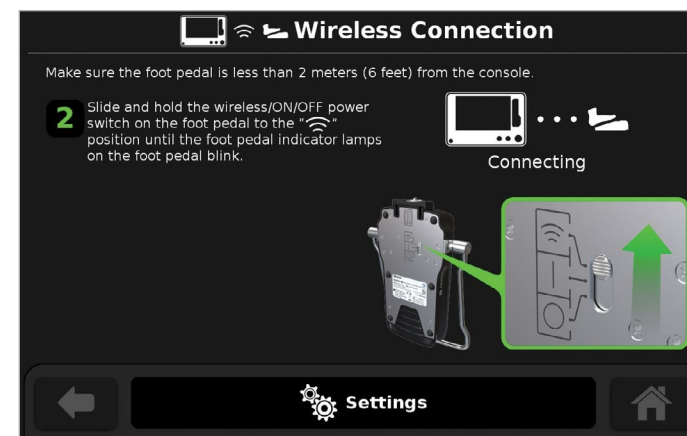 Wireless Connection
Make sure the foot pedal is less than 2 meters (6 feet) from the console.
2
Slide and hold the wireless/ON/OFF power
switch on the foot pedal to the " "
position until the foot pedal indicator lamps
on the foot pedal blink.
Connecting
Settings